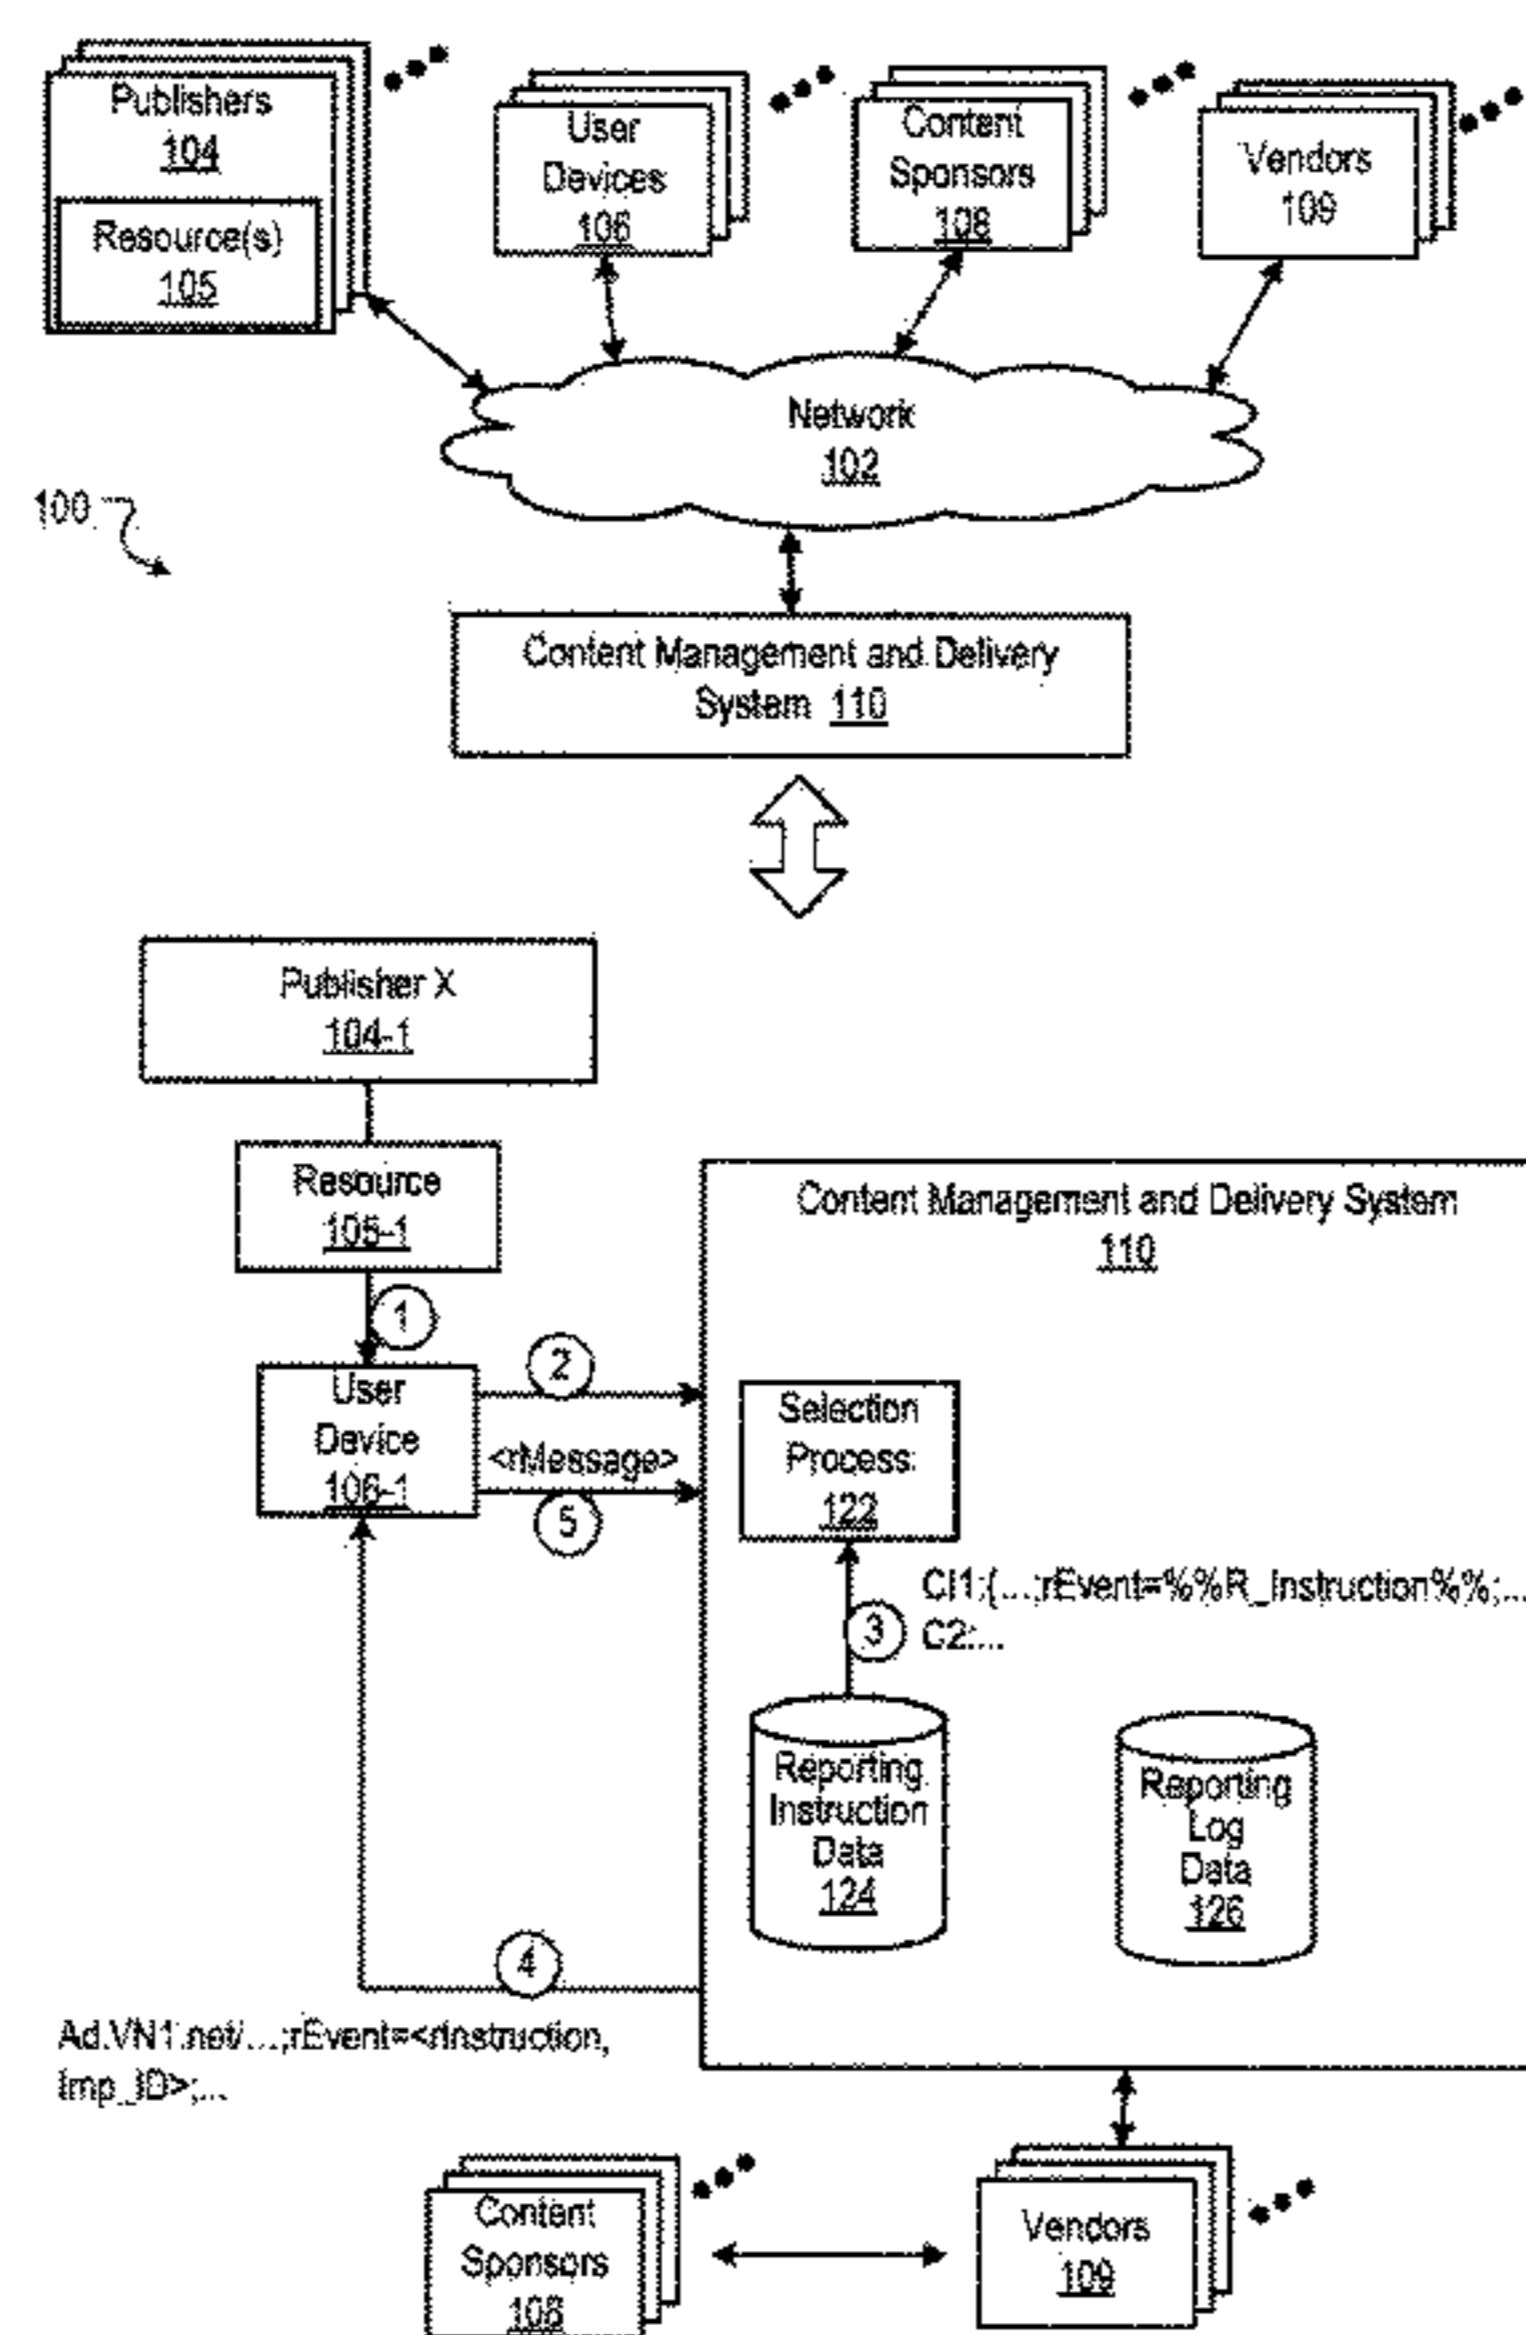 Publishers
104
Resource(s)
105
User
Devices
106
Content
Sponsors
108
Vendors
109
Network
102
100
Content Management and Delivery
System 110
Publisher X
104-1
Resource
105-1
1
User
Device
106-1
2
<rMessage>
5
Content Management and Delivery System
110
Selection
Process
122
CI1:{...;rEvent=%%R_Instruction%%;...
C2:...
3
Reporting
Instruction
Data
124
Reporting
Log
Data
126
4
Ad.VN1.net/...;rEvent=<rInstruction,
Imp_ID>;...
Content
Sponsors
108
Vendors
109